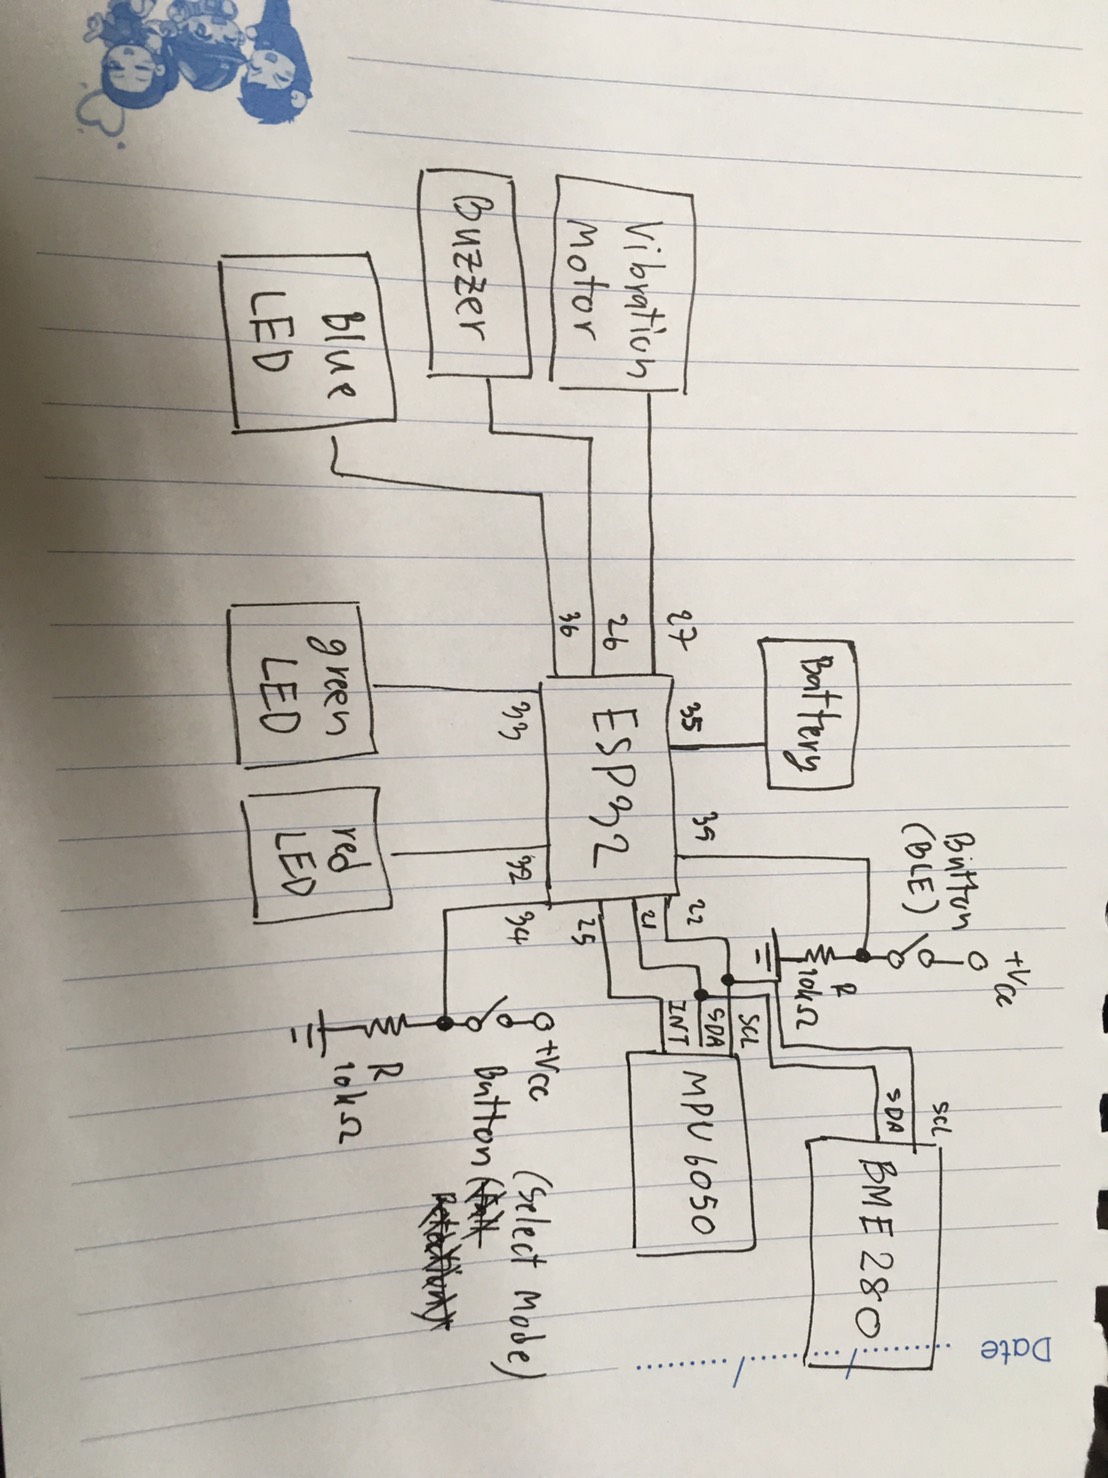 Date
+Vcc
Button
(BLE)
SCL
SDA
BME 280
R
10kΩ
Battery
SCL
SDA
INT
MPU 6050
27
35
39
22
21
25
Vibration
Motor
26
36
ESP32
33
32
34
Buzzer
+Vcc
(Select Mode)
Button
R
10kΩ
Blue
LED
green
LED
red
LED